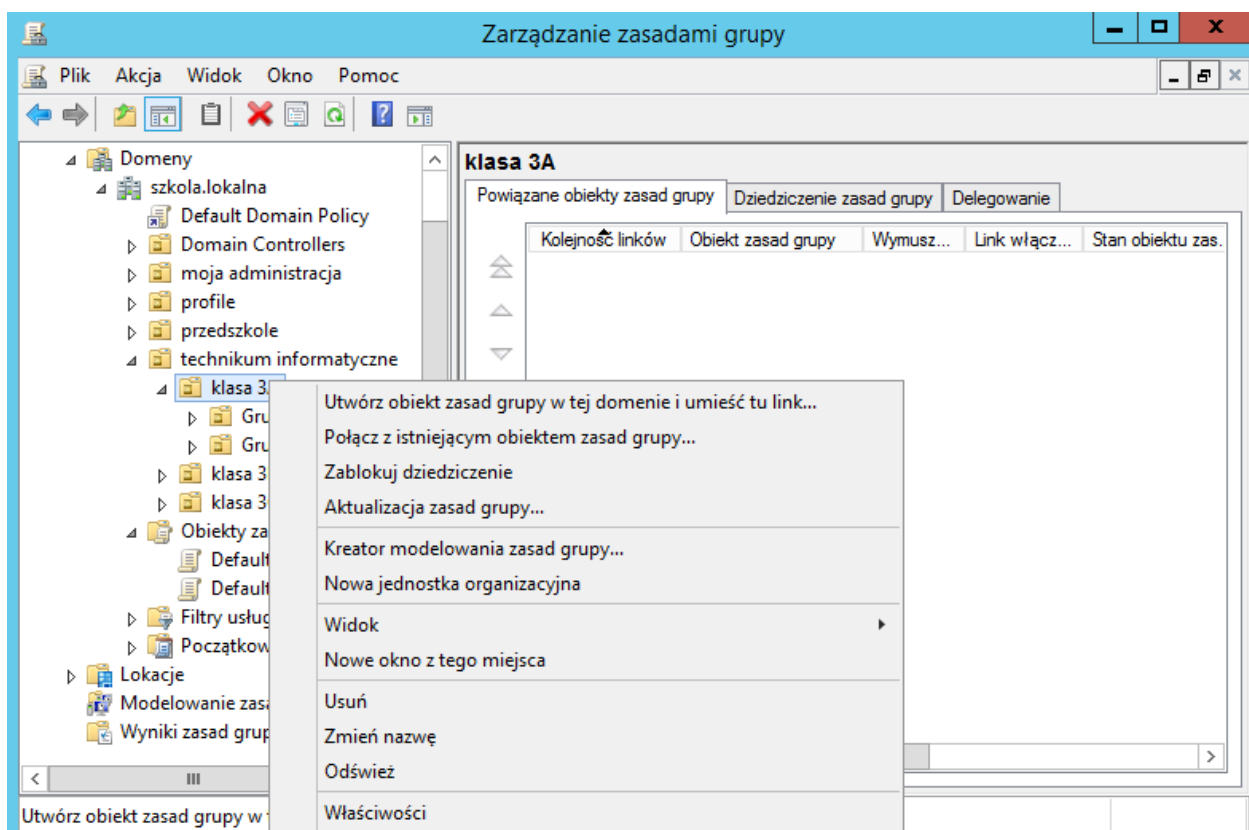 Zarządzanie zasadami grupy
Plik Akcja Widok Okno Pomoc
Domeny
szkola.lokalna
Default Domain Policy
Domain Controllers
moja administracja
profile
przedszkole
technikum informatyczne
klasa 3
Gru
Gru
klasa 3
klasa 3
Obiekty za
Default
Default
Filtry usług
Początkow
Lokacje
Modelowanie zasa
Wyniki zasad grup
klasa 3A
Powiązane obiekty zasad grupy Dziedziczenie zasad grupy Delegowanie
Kolejność linków Obiekt zasad grupy Wymusz... Link włącz... Stan obiektu zas.
Utwórz obiekt zasad grupy w tej domenie i umieść tu link...
Połącz z istniejącym obiektem zasad grupy...
Zablokuj dziedziczenie
Aktualizacja zasad grupy...
Kreator modelowania zasad grupy...
Nowa jednostka organizacyjna
Widok
Nowe okno z tego miejsca
Usuń
Zmień nazwę
Odśwież
Właściwości
Utwórz obiekt zasad grupy w